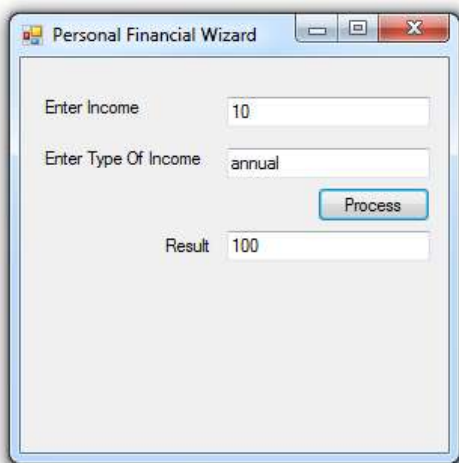 Personal Financial Wizard
Enter Income 10
Enter Type Of Income annual
Process
Result 100